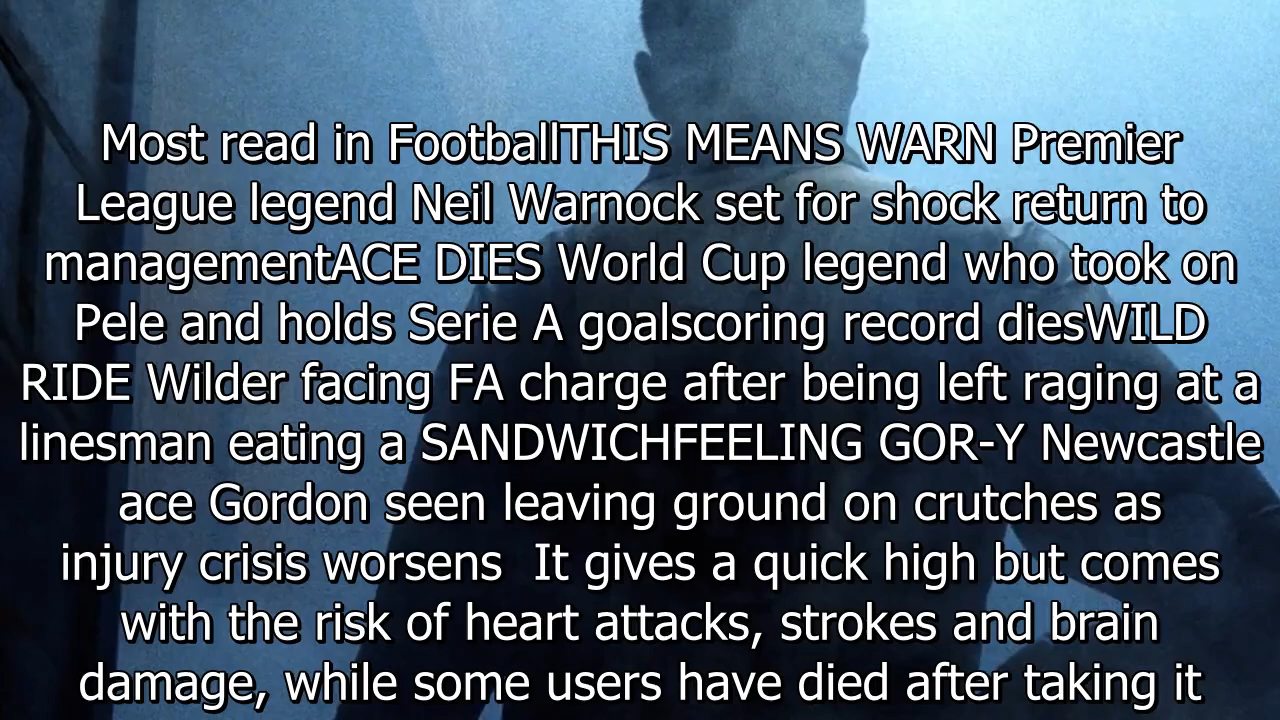 Most read in FootballTHIS MEANS WARN Premier
League legend Neil Warnock set for shock return to
managementACE DIES World Cup legend who took on
Pele and holds Serie A goalscoring record diesWILD
RIDE Wilder facing FA charge after being left raging at a
linesman eating a SANDWICHFEELING GOR-Y Newcastle
ace Gordon seen leaving ground on crutches as
injury crisis worsens  It gives a quick high but comes
with the risk of heart attacks, strokes and brain
damage, while some users have died after taking it